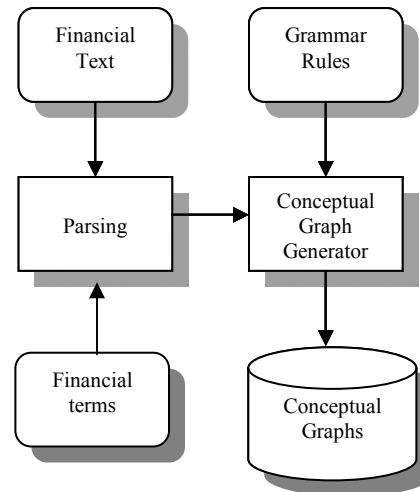 Financial
Text
Grammar
Rules
Parsing
Conceptual
Graph
Generator
Financial
terms
Conceptual
Graphs